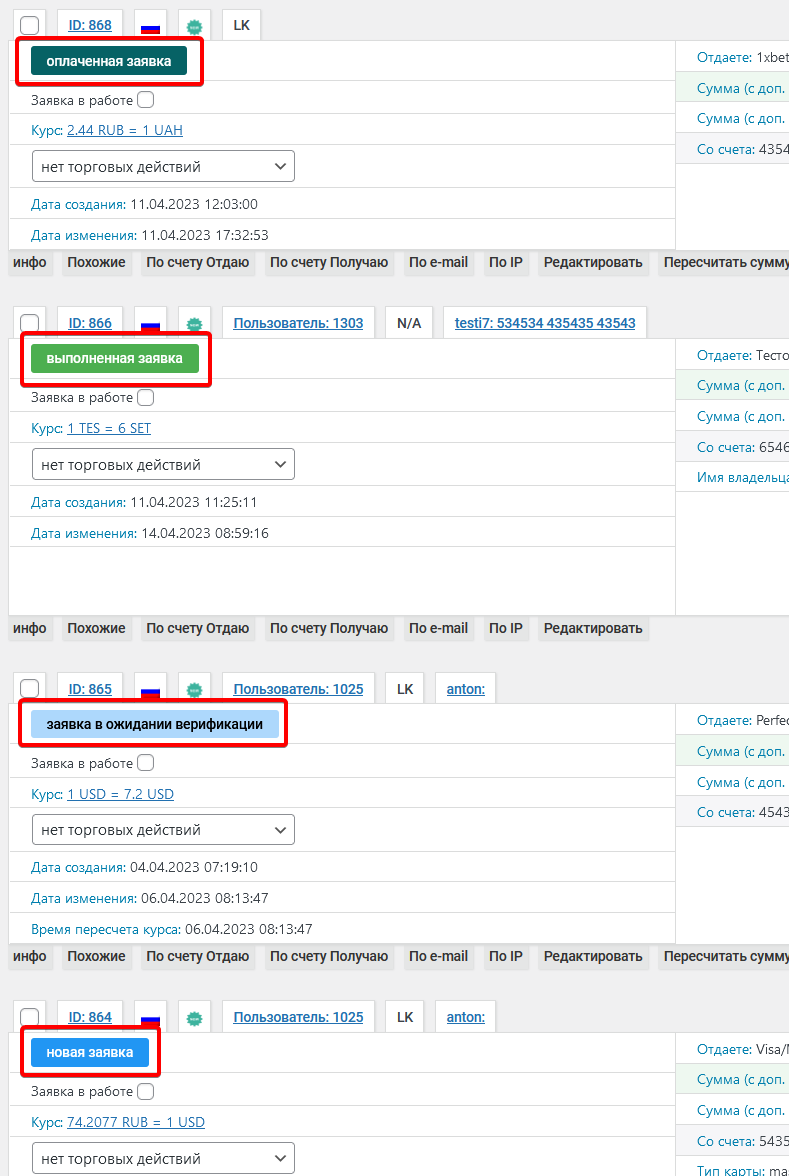 ID: 868 LK
оплаченная заявка
Отдаете: 1xbet
Сумма (с доп.
Заявка в работе
Сумма (с доп.
Курс: 2.44 RUB = 1 UAH
Со счета: 4354
нет торговых действий
Дата создания: 11.04.2023 12:03:00
Дата изменения: 11.04.2023 17:32:53
инфо Похожие По счету Отдаю По счету Получаю По e-mail По IP Редактировать Пересчитать сумму
ID: 866 Пользователь: 1303 N/A testi7: 534534 435435 43543
выполненная заявка
Отдаете: Тесто
Сумма (с доп.
Заявка в работе
Сумма (с доп.
Курс: 1 TES = 6 SET
Со счета: 6546
нет торговых действий
Имя владельца
Дата создания: 11.04.2023 11:25:11
Дата изменения: 14.04.2023 08:59:16
инфо Похожие По счету Отдаю По счету Получаю По e-mail По IP Редактировать
ID: 865 Пользователь: 1025 LK anton:
заявка в ожидании верификации
Отдаете: Perfec
Сумма (с доп.
Заявка в работе
Сумма (с доп.
Курс: 1 USD = 7.2 USD
Со счета: 4543
нет торговых действий
Дата создания: 04.04.2023 07:19:10
Дата изменения: 06.04.2023 08:13:47
Время пересчета курса: 06.04.2023 08:13:47
инфо Похожие По счету Отдаю По счету Получаю По e-mail По IP Редактировать Пересчитать сумму
ID: 864 Пользователь: 1025 LK anton:
новая заявка
Отдаете: Visa/M
Сумма (с доп.
Заявка в работе
Сумма (с доп.
Курс: 74.2077 RUB = 1 USD
Со счета: 5435
нет торговых действий
Тип карты: ma